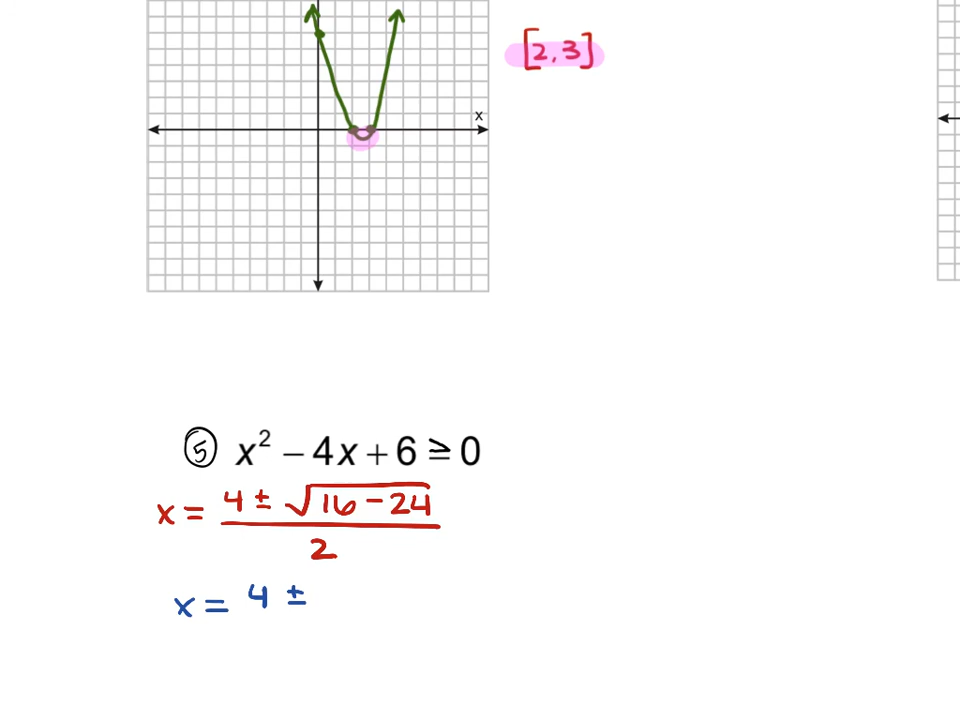 [2, 3]
x
⑤ x² − 4x + 6 ≥ 0
x = (4 ± √(16 − 24)) / 2
x = 4 ±